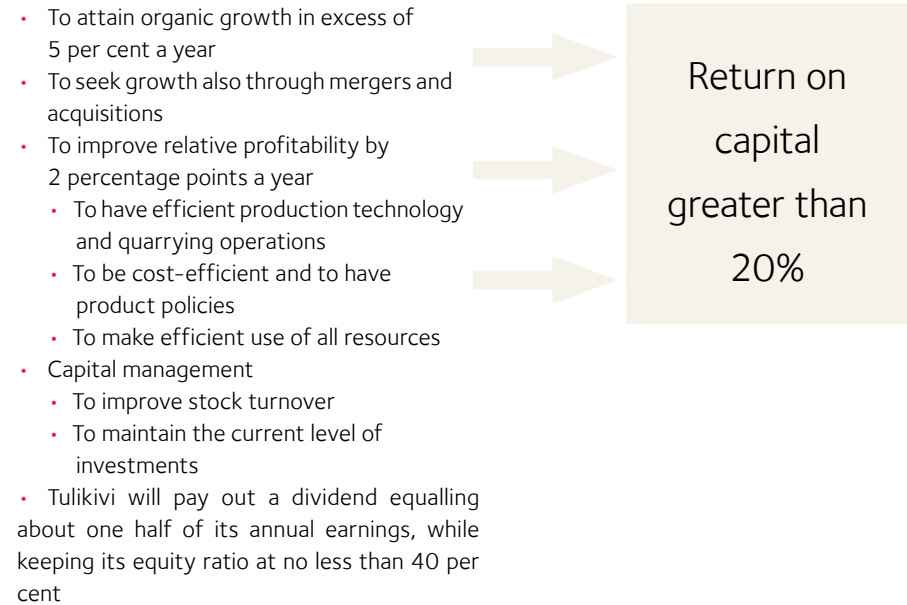 • To attain organic growth in excess of
5 per cent a year
• To seek growth also through mergers and
acquisitions
• To improve relative profitability by
2 percentage points a year
• To have efficient production technology
and quarrying operations
• To be cost-efficient and to have
product policies
• To make efficient use of all resources
• Capital management
• To improve stock turnover
• To maintain the current level of
investments
• Tulikivi will pay out a dividend equalling
about one half of its annual earnings, while
keeping its equity ratio at no less than 40 per
cent
Return on
capital
greater than
20%